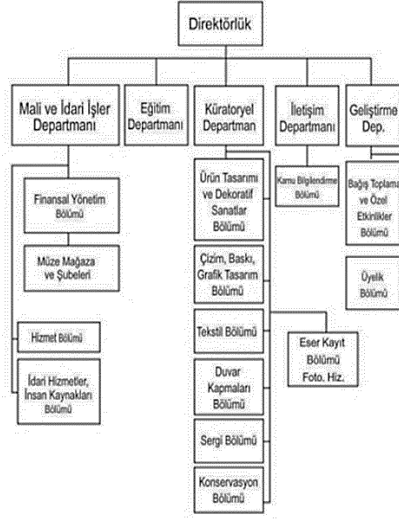 Direktörlük
Mali ve İdari İşler
Departmanı
Eğitim
Departmanı
Küratoryel
Departman
İletişim
Departmanı
Geliştirme
Dep.
Finansal Yönetim
Bölümü
Müze Mağaza
ve Şubeleri
Hizmet Bölümü
İdari Hizmetler,
İnsan Kaynakları
Bölümü
Ürün Tasarımı
ve Dekoratif
Sanatlar
Bölümü
Çizim, Baskı,
Grafik Tasarım
Bölümü
Tekstil Bölümü
Duvar
Kapmaları
Bölümü
Sergi Bölümü
Konservasyon
Bölümü
Kamu Bilgilendirme
Bölümü
Eser Kayıt
Bölümü
Foto. Hiz.
Bağış Toplama
ve Özel
Etkinlikler
Bölümü
Üyelik
Bölümü